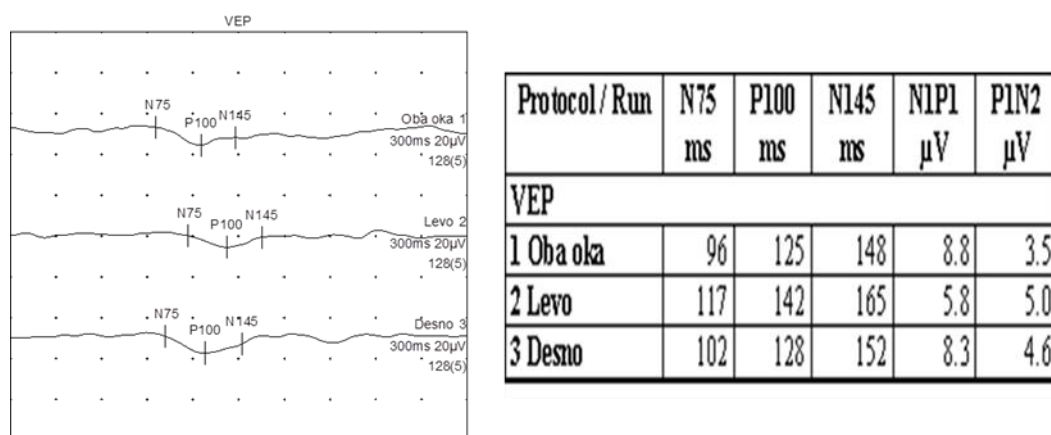 VEP
N75
P100
N145
Oba oka 1
300ms 20µV
128(5)
N75
P100
N145
Levo 2
300ms 20µV
128(5)
N75
P100
N145
Desno 3
300ms 20µV
128(5)
Protocol / Run N75 ms P100 ms N145 ms N1P1 µV P1N2 µV
VEP
1 Oba oka 96 125 148 8.8 3.5
2 Levo 117 142 165 5.8 5.0
3 Desno 102 128 152 8.3 4.6